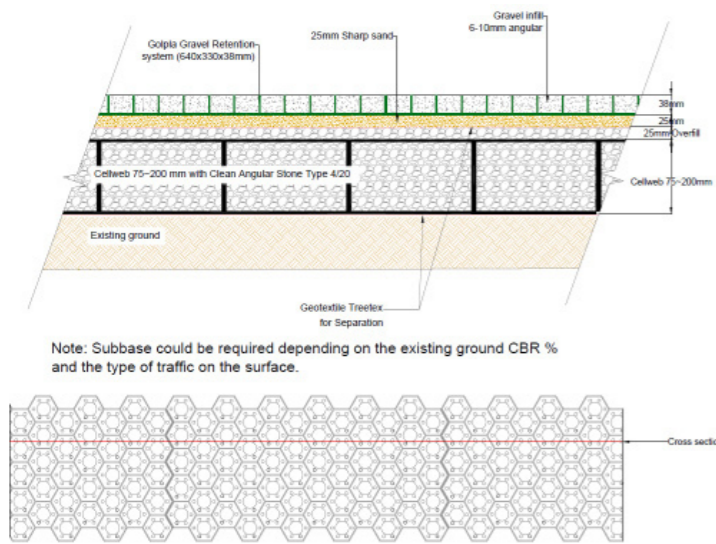 Gravel infill
6-10mm angular
Golpla Gravel Retention
system (640x330x38mm)
25mm Sharp sand
38mm
25mm
25mm Overfill
Cellweb 75~200 mm with Clean Angular Stone Type 4/20
Cellweb 75~200mm
Existing ground
Geotextile Treetex
for Separation
Note: Subbase could be required depending on the existing ground CBR %
and the type of traffic on the surface.
Cross sectio